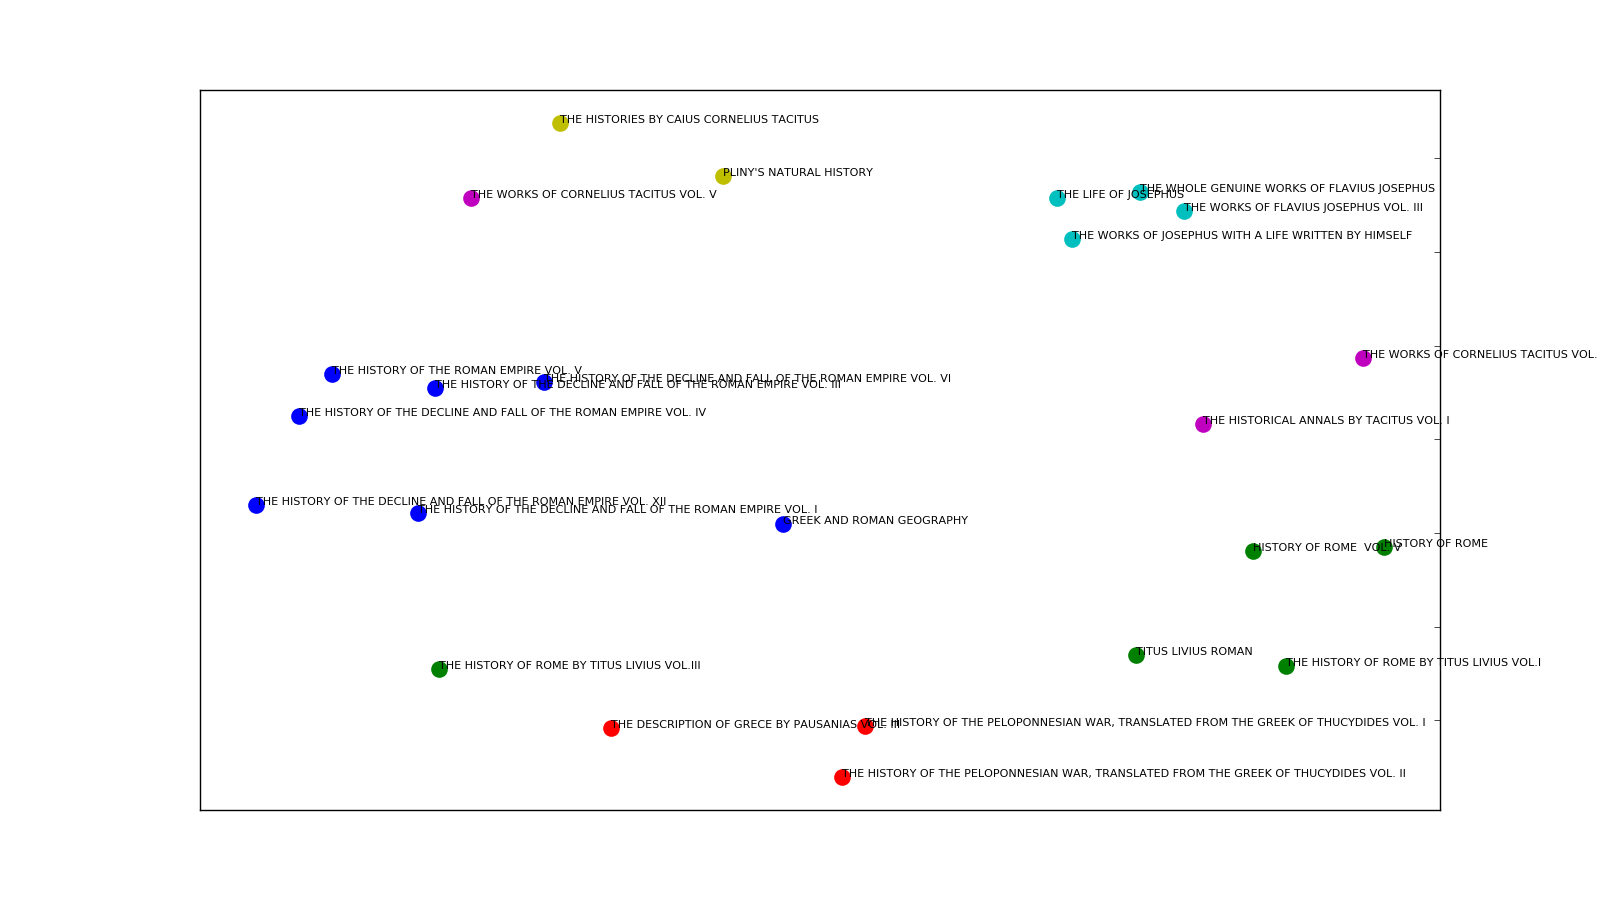 THE HISTORIES BY CAIUS CORNELIUS TACITUS
PLINY'S NATURAL HISTORY
THE WORKS OF CORNELIUS TACITUS VOL. V
THE LIFE OF JOSEPHUS
THE WHOLE GENUINE WORKS OF FLAVIUS JOSEPHUS
THE WORKS OF FLAVIUS JOSEPHUS VOL. III
THE WORKS OF JOSEPHUS WITH A LIFE WRITTEN BY HIMSELF
THE WORKS OF CORNELIUS TACITUS VOL.
THE HISTORY OF THE ROMAN EMPIRE VOL. V
THE HISTORY OF THE DECLINE AND FALL OF THE ROMAN EMPIRE VOL. VI
THE HISTORY OF THE DECLINE AND FALL OF THE ROMAN EMPIRE VOL. III
THE HISTORY OF THE DECLINE AND FALL OF THE ROMAN EMPIRE VOL. IV
THE HISTORICAL ANNALS BY TACITUS VOL. I
THE HISTORY OF THE DECLINE AND FALL OF THE ROMAN EMPIRE VOL. XII
THE HISTORY OF THE DECLINE AND FALL OF THE ROMAN EMPIRE VOL. I
GREEK AND ROMAN GEOGRAPHY
HISTORY OF ROME  VOL. V
HISTORY OF ROME
TITUS LIVIUS ROMAN
THE HISTORY OF ROME BY TITUS LIVIUS VOL.III
THE HISTORY OF ROME BY TITUS LIVIUS VOL.I
THE DESCRIPTION OF GRECE BY PAUSANIAS VOL. III
THE HISTORY OF THE PELOPONNESIAN WAR, TRANSLATED FROM THE GREEK OF THUCYDIDES VOL. I
THE HISTORY OF THE PELOPONNESIAN WAR, TRANSLATED FROM THE GREEK OF THUCYDIDES VOL. II